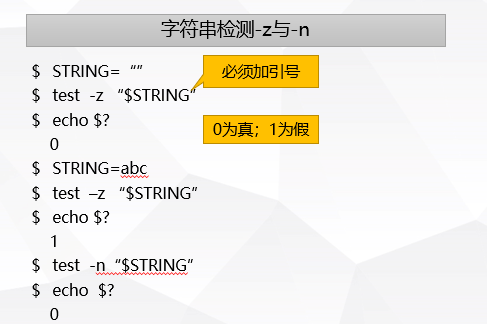 字符串检测-z与-n
$ STRING= “”
必须加引号
$ test -z “$STRING“
$ echo $?
0为真；1为假
0
$ STRING=abc
$ test –z “$STRING”
$ echo $?
1
$ test -n “$STRING”
$ echo $?
0